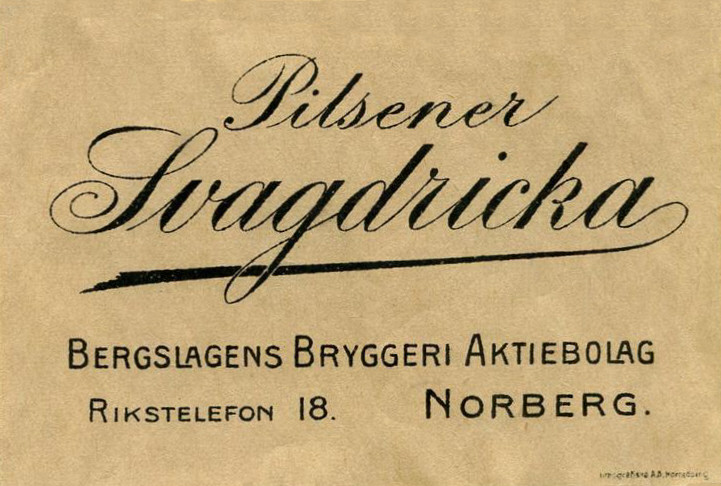 Pilsener
Svagdricka
BERGSLAGENS BRYGGERI AKTIEBOLAG
RIKSTELEFON 18. NORBERG.